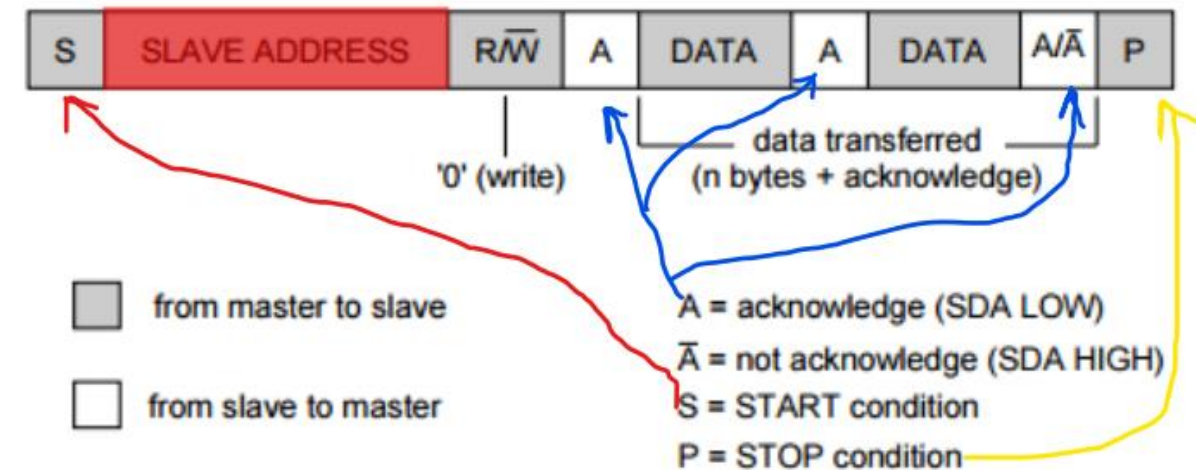 S SLAVE ADDRESS R/W̅ A DATA A DATA A/A̅ P
data transferred
'0' (write) (n bytes + acknowledge)
from master to slave
from slave to master
A = acknowledge (SDA LOW)
A̅ = not acknowledge (SDA HIGH)
S = START condition
P = STOP condition